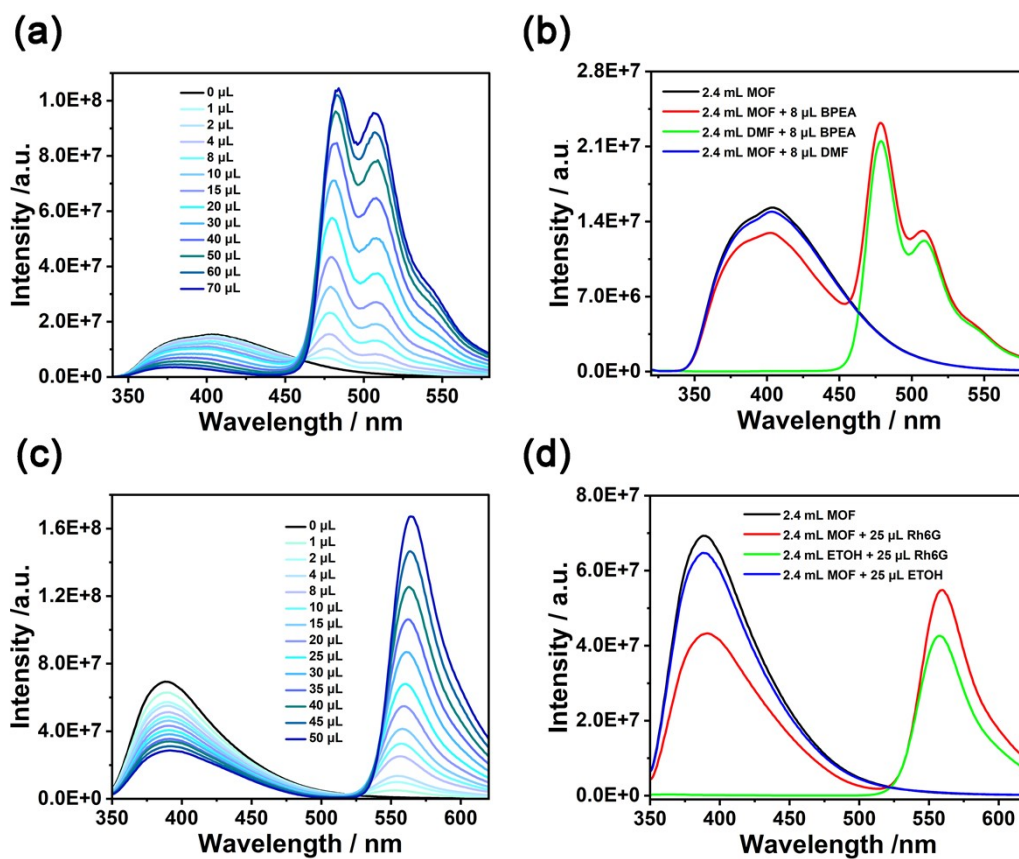 (a)
Intensity /a.u.
1.0E+8
8.0E+7
6.0E+7
4.0E+7
2.0E+7
0.0E+0
0 µL
1 µL
2 µL
4 µL
8 µL
10 µL
15 µL
20 µL
30 µL
40 µL
50 µL
60 µL
70 µL
350 400 450 500 550
Wavelength / nm
(b)
Intensity / a.u.
2.8E+7
2.1E+7
1.4E+7
7.0E+6
0.0E+0
2.4 mL MOF
2.4 mL MOF + 8 µL BPEA
2.4 mL DMF + 8 µL BPEA
2.4 mL MOF + 8 µL DMF
350 400 450 500 550
Wavelength / nm
(c)
Intensity /a.u.
1.6E+8
1.2E+8
8.0E+7
4.0E+7
0.0E+0
0 µL
1 µL
2 µL
4 µL
8 µL
10 µL
15 µL
20 µL
25 µL
30 µL
35 µL
40 µL
45 µL
50 µL
350 400 450 500 550 600
Wavelength / nm
(d)
Intensity / a.u.
8.0E+7
6.0E+7
4.0E+7
2.0E+7
0.0E+0
2.4 mL MOF
2.4 mL MOF + 25 µL Rh6G
2.4 mL ETOH + 25 µL Rh6G
2.4 mL MOF + 25 µL ETOH
350 400 450 500 550 600
Wavelength / nm